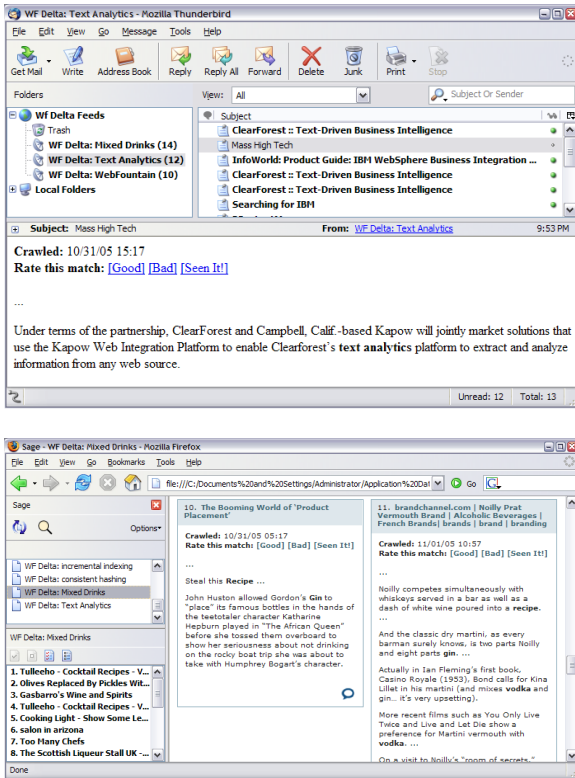 WF Delta: Text Analytics - Mozilla Thunderbird
File Edit View Go Message Tools Help
Get Mail Write Address Book Reply Reply All Forward Delete Junk Print Stop
Folders
View: All
Subject Or Sender
Wf Delta Feeds
Trash
WF Delta: Mixed Drinks (14)
WF Delta: Text Analytics (12)
WF Delta: WebFountain (10)
Local Folders
Subject
ClearForest :: Text-Driven Business Intelligence
Mass High Tech
InfoWorld: Product Guide: IBM WebSphere Business Integration ...
ClearForest :: Text-Driven Business Intelligence
ClearForest :: Text-Driven Business Intelligence
Searching for IBM
Subject: Mass High Tech From: WF Delta: Text Analytics 9:53 PM
Crawled: 10/31/05 15:17
Rate this match: [Good] [Bad] [Seen It!]
...
Under terms of the partnership, ClearForest and Campbell, Calif.-based Kapow will jointly market solutions that
use the Kapow Web Integration Platform to enable Clearforest's text analytics platform to extract and analyze
information from any web source.
Unread: 12 Total: 13
Sage - WF Delta: Mixed Drinks - Mozilla Firefox
File Edit View Go Bookmarks Tools Help
file:///C:/Documents%20and%20Settings/Administrator/Application%20Dal Go
Sage
Options
WF Delta: incremental indexing
WF Delta: consistent hashing
WF Delta: Mixed Drinks
WF Delta: Text Analytics
WF Delta: Mixed Drinks
1. Tulleeho - Cocktail Recipes - V...
2. Olives Replaced By Pickles Wit...
3. Gasbarro's Wine and Spirits
4. Tulleeho - Cocktail Recipes - V...
5. Cooking Light - Show Some Le...
6. salon in arizona
7. Too Many Chefs
8. The Scottish Liqueur Stall UK -...
10. The Booming World of 'Product
Placement'
Crawled: 10/31/05 05:17
Rate this match: [Good] [Bad] [Seen It!]
...
Steal this Recipe ...
John Huston allowed Gordon's Gin to
"place" its famous bottles in the hands of
the teetotaler character Katharine
Hepburn played in "The African Queen"
before she tossed them overboard to
show her seriousness about not drinking
on the rocky boat trip she was about to
take with Humphrey Bogart's character.
11. brandchannel.com | Noilly Prat
Vermouth Brand | Alcoholic Beverages |
French Brands| brands | brand | branding
Crawled: 11/01/05 10:57
Rate this match: [Good] [Bad] [Seen It!]
...
Noilly competes simultaneously with
whiskeys served in a bar as well as a
dash of white wine poured into a recipe.
...
And the classic dry martini, as every
barman surely knows, is two parts Noilly
and eight parts gin. ...
Actually in Ian Fleming's first book,
Casino Royale (1953), Bond calls for Kina
Lillet in his martini (and mixes vodka and
gin... it's very upsetting).
More recent films such as You Only Live
Twice and Live and Let Die show a
preference for Martini vermouth with
vodka. ...
On a visit to Noilly's "room of secrets,"
Done